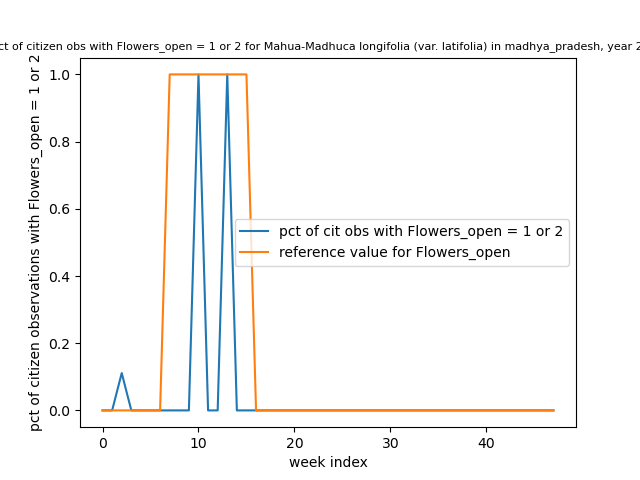 ct of citizen obs with Flowers_open = 1 or 2 for Mahua-Madhuca longifolia (var. latifolia) in madhya_pradesh, year 2
pct of citizen observations with Flowers_open = 1 or 2
1.0
0.8
0.6
0.4
0.2
0.0
pct of cit obs with Flowers_open = 1 or 2
reference value for Flowers_open
0
10
20
30
40
week index